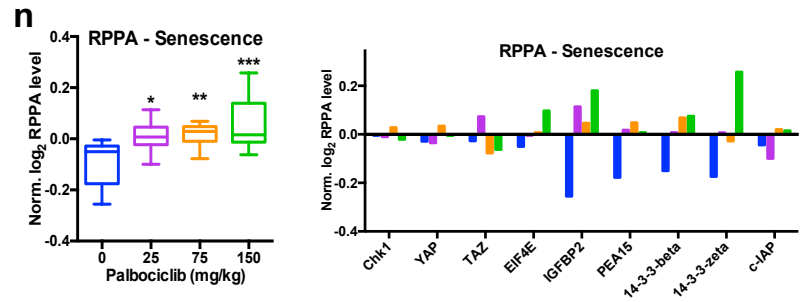 n
RPPA - Senescence
Norm. log2 RPPA level
0.4
0.2
0.0
-0.2
-0.4
*
**
***
0 25 75 150
Palbociclib (mg/kg)
RPPA - Senescence
Norm. log2 RPPA level
0.2
0.0
-0.2
-0.4
Chk1
YAP
TAZ
EIF4E
IGFBP2
PEA15
14-3-3-beta
14-3-3-zeta
c-IAP